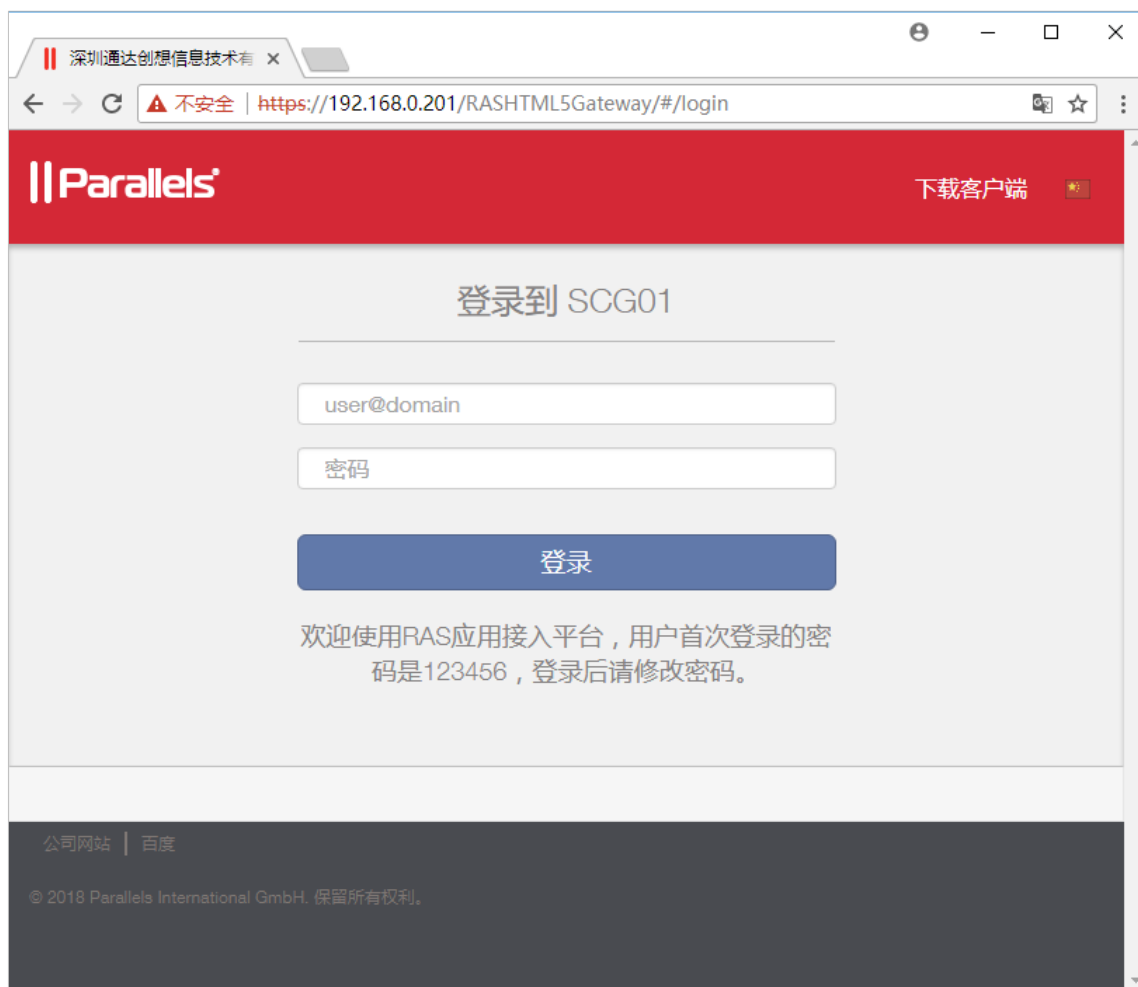 深圳通达创想信息技术有
不安全 | https://192.168.0.201/RASHTML5Gateway/#/login
Parallels®
下载客户端
登录到 SCG01
user@domain
密码
登录
欢迎使用RAS应用接入平台，用户首次登录的密
码是123456，登录后请修改密码。
公司网站 | 百度
© 2018 Parallels International GmbH. 保留所有权利。